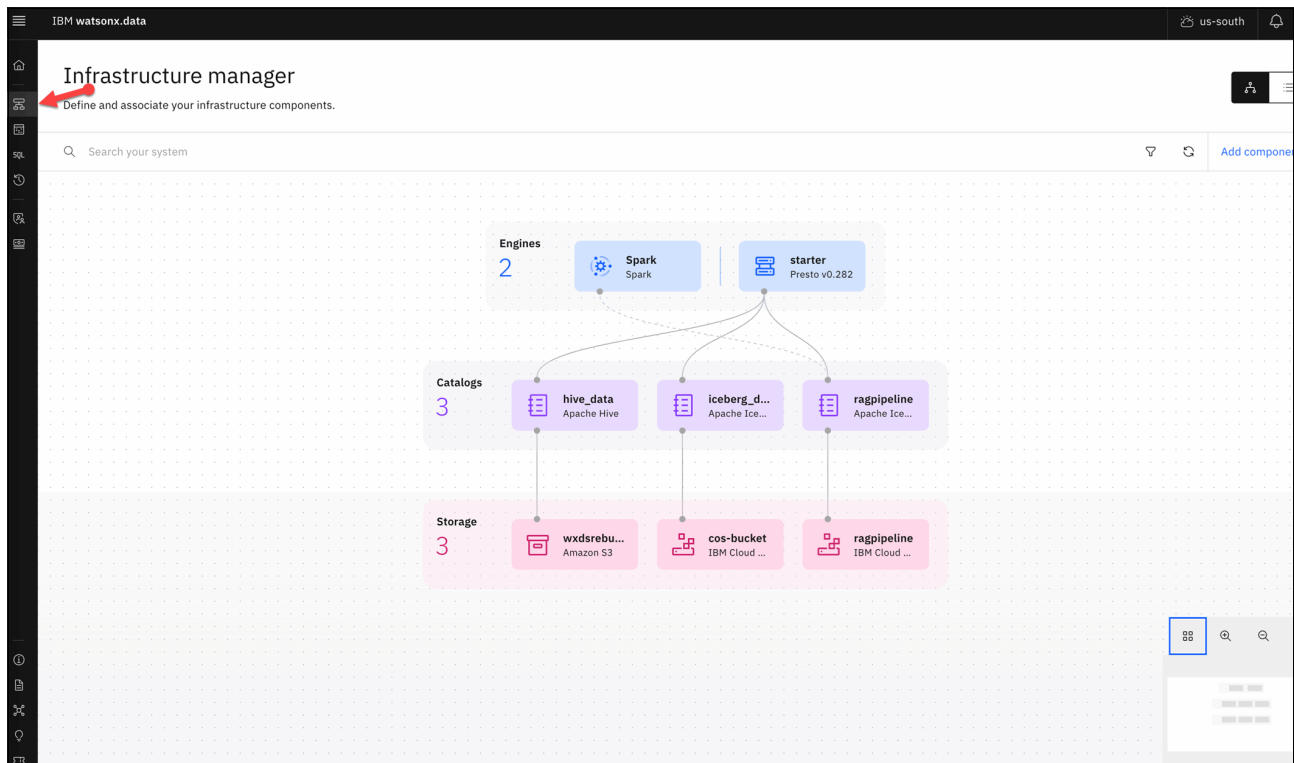 IBM watsonx.data
us-south
Infrastructure manager
Define and associate your infrastructure components.
SQL
Search your system
Add componen
Engines
2
Spark
Spark
starter
Presto v0.282
Catalogs
3
hive_data
Apache Hive
iceberg_d...
Apache Ice...
ragpipeline
Apache Ice...
Storage
3
wxdsrebu...
Amazon S3
cos-bucket
IBM Cloud ...
ragpipeline
IBM Cloud ...